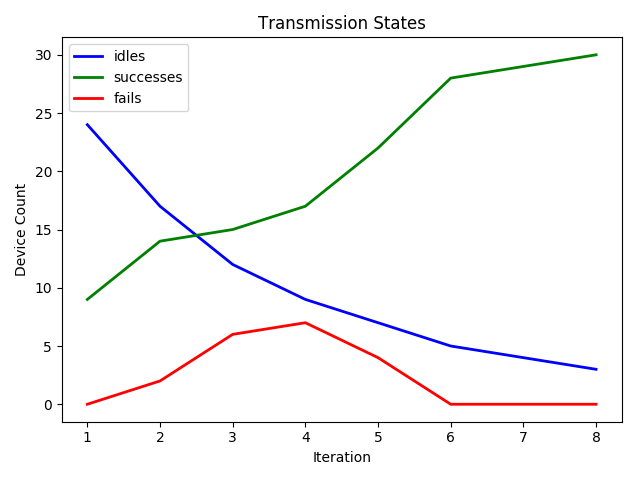 Transmission States
idles
successes
fails
30
25
20
15
10
5
0
Device Count
1 2 3 4 5 6 7 8
Iteration